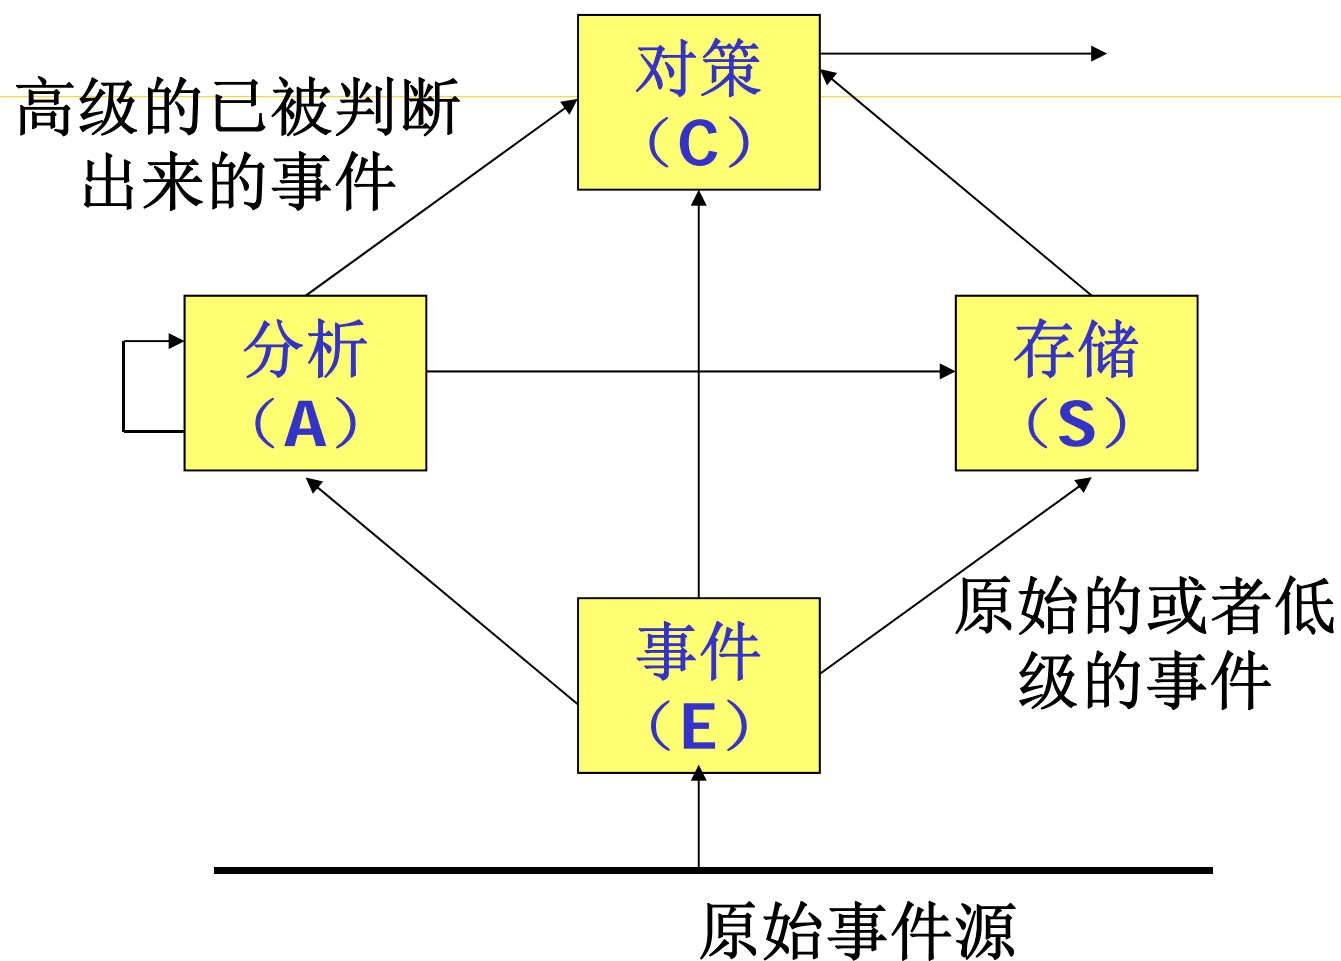 对策
（C）
高级的已被判断
出来的事件
分析
（A）
存储
（S）
事件
（E）
原始的或者低
级的事件
原始事件源